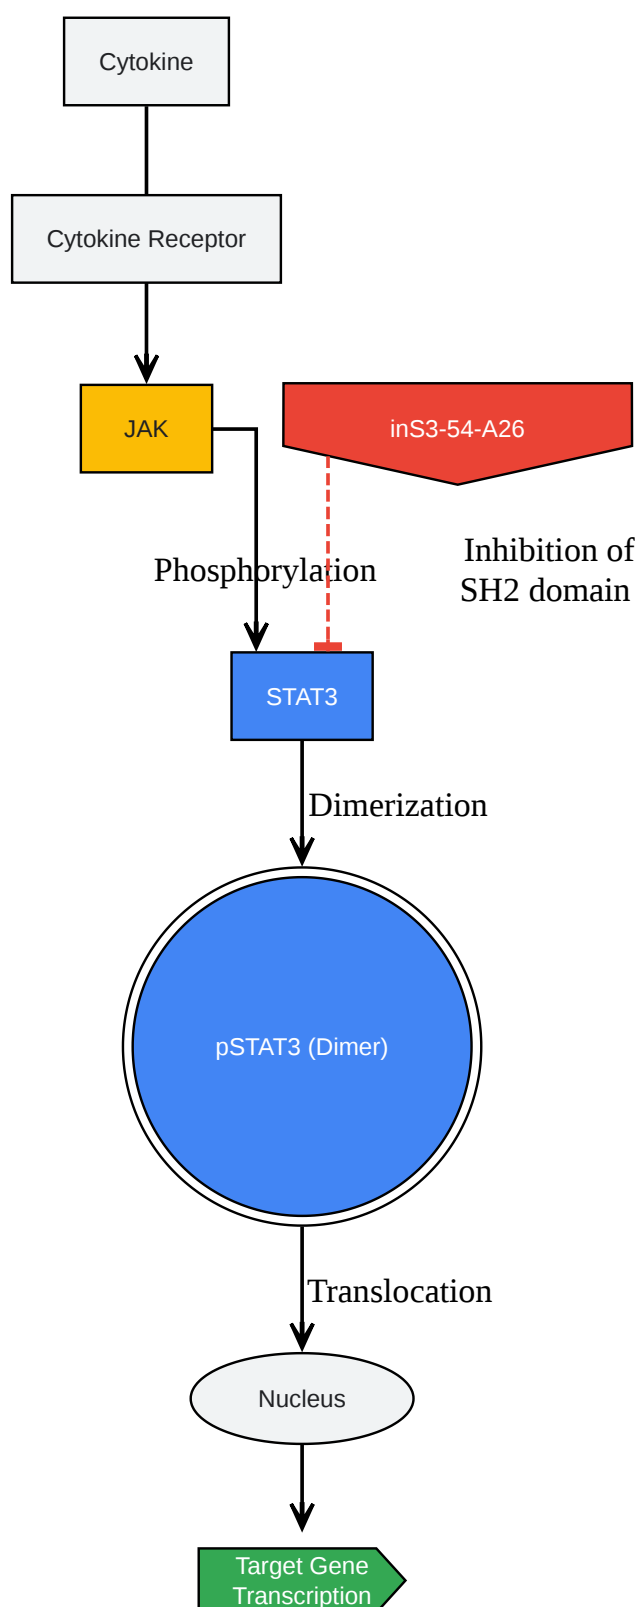 Cytokine
Cytokine Receptor
JAK
inS3-54-A26
Phosphorylation
Inhibition of
SH2 domain
STAT3
Dimerization
pSTAT3 (Dimer)
Translocation
Nucleus
Target Gene
Transcription